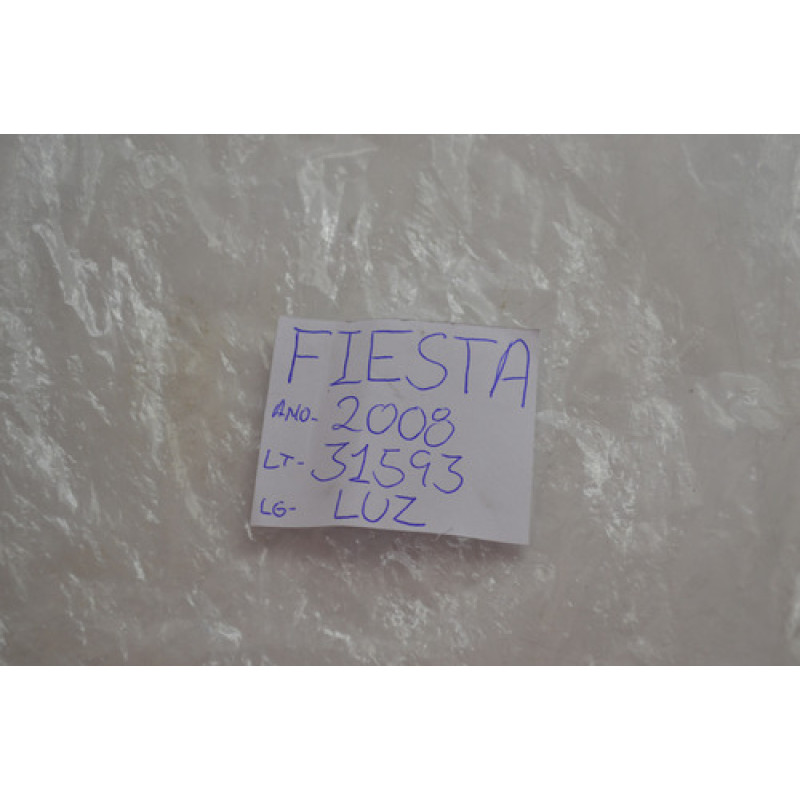 FIESTA
ANO- 2008
LT- 31593
LG- LUZ